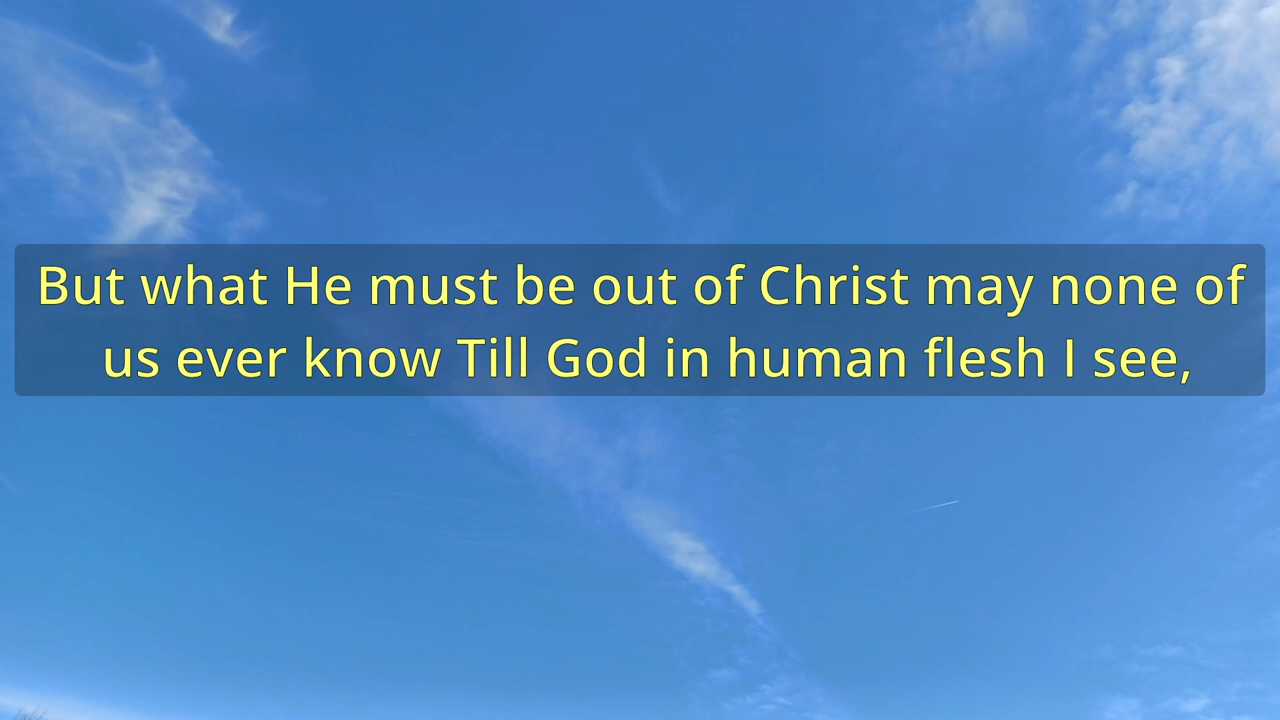 But what He must be out of Christ may none of
us ever know Till God in human flesh I see,